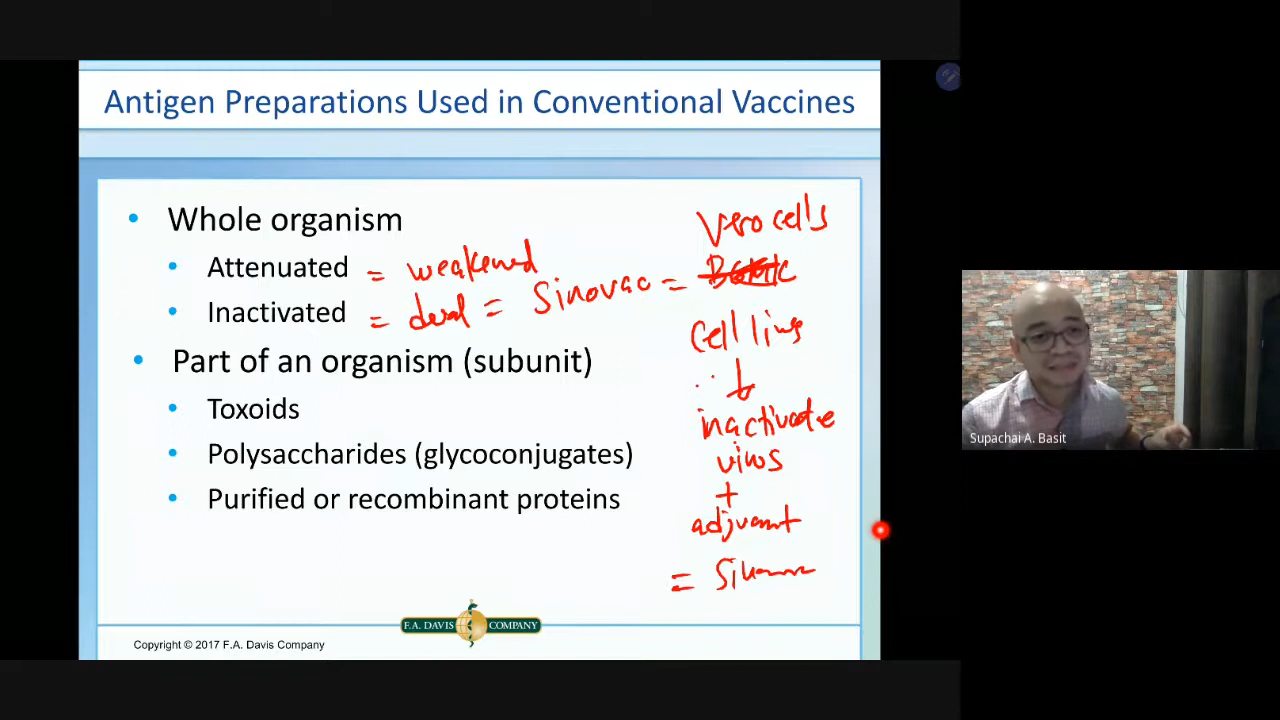 Antigen Preparations Used in Conventional Vaccines
• Whole organism
• Attenuated = weakened
• Inactivated = dead = Sinovac =
Vero cells
cell line
inactivate
virus
+
adjuvant
=
• Part of an organism (subunit)
• Toxoids
• Polysaccharides (glycoconjugates)
• Purified or recombinant proteins
F.A. DAVIS COMPANY
Copyright © 2017 F.A. Davis Company
Supachai A. Basit